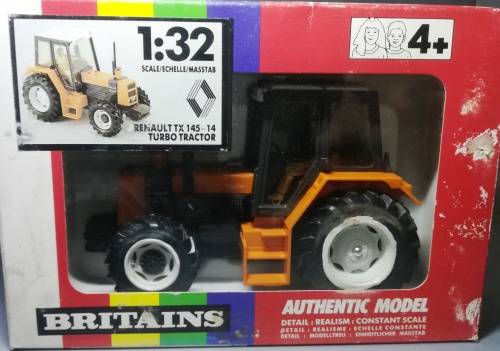 1:32
SCALE/ECHELLE/MASSTAB
RENAULT TX 145-14
TURBO TRACTOR
4+
BRITAINS
AUTHENTIC MODEL
DETAIL : REALISM : CONSTANT SCALE
DETAIL : REALISME : ECHELLE CONSTANTE
DETAIL : MODELLTREU : EINHEITLICHER MASSTAB